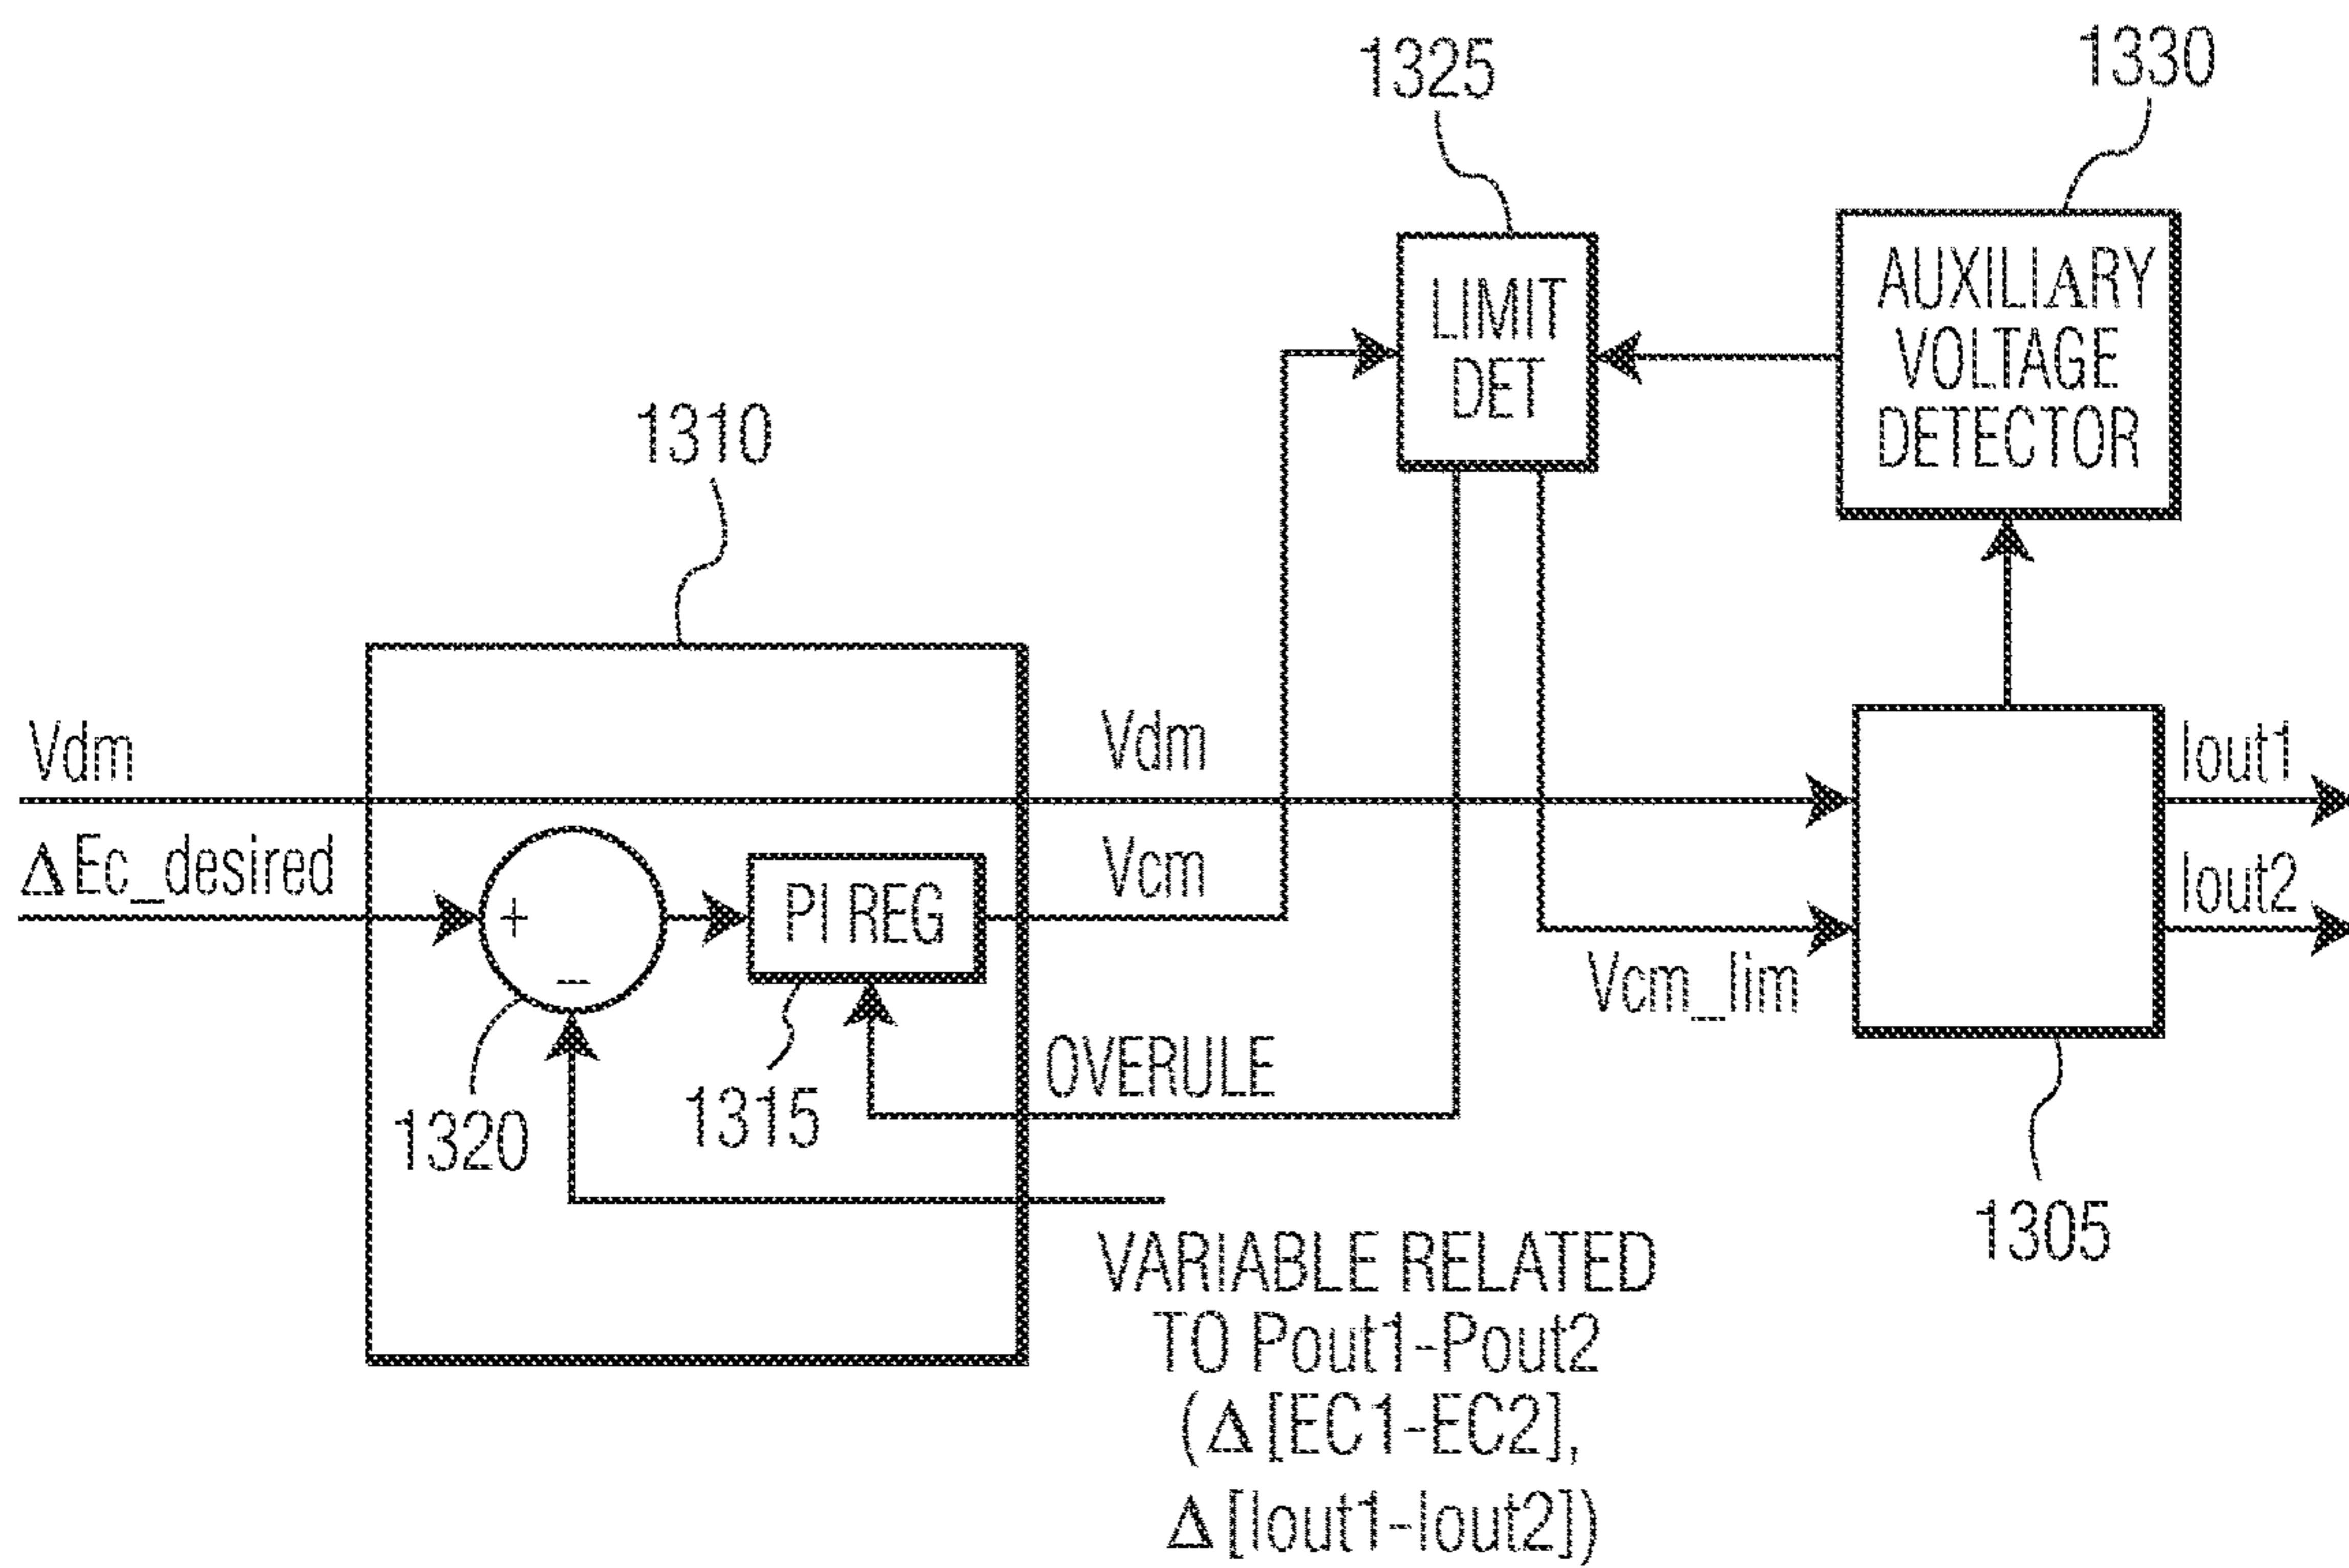 1325
1330
LIMIT
DET
AUXILIARY
VOLTAGE
DETECTOR
1310
Vdm
Vdm
Iout1
ΔEc_desired
Vcm
Iout2
+
PI REG
−
Vcm_lim
OVERULE
1320
1315
1305
VARIABLE RELATED
TO Pout1-Pout2
(Δ[EC1-EC2],
Δ[Iout1-Iout2])